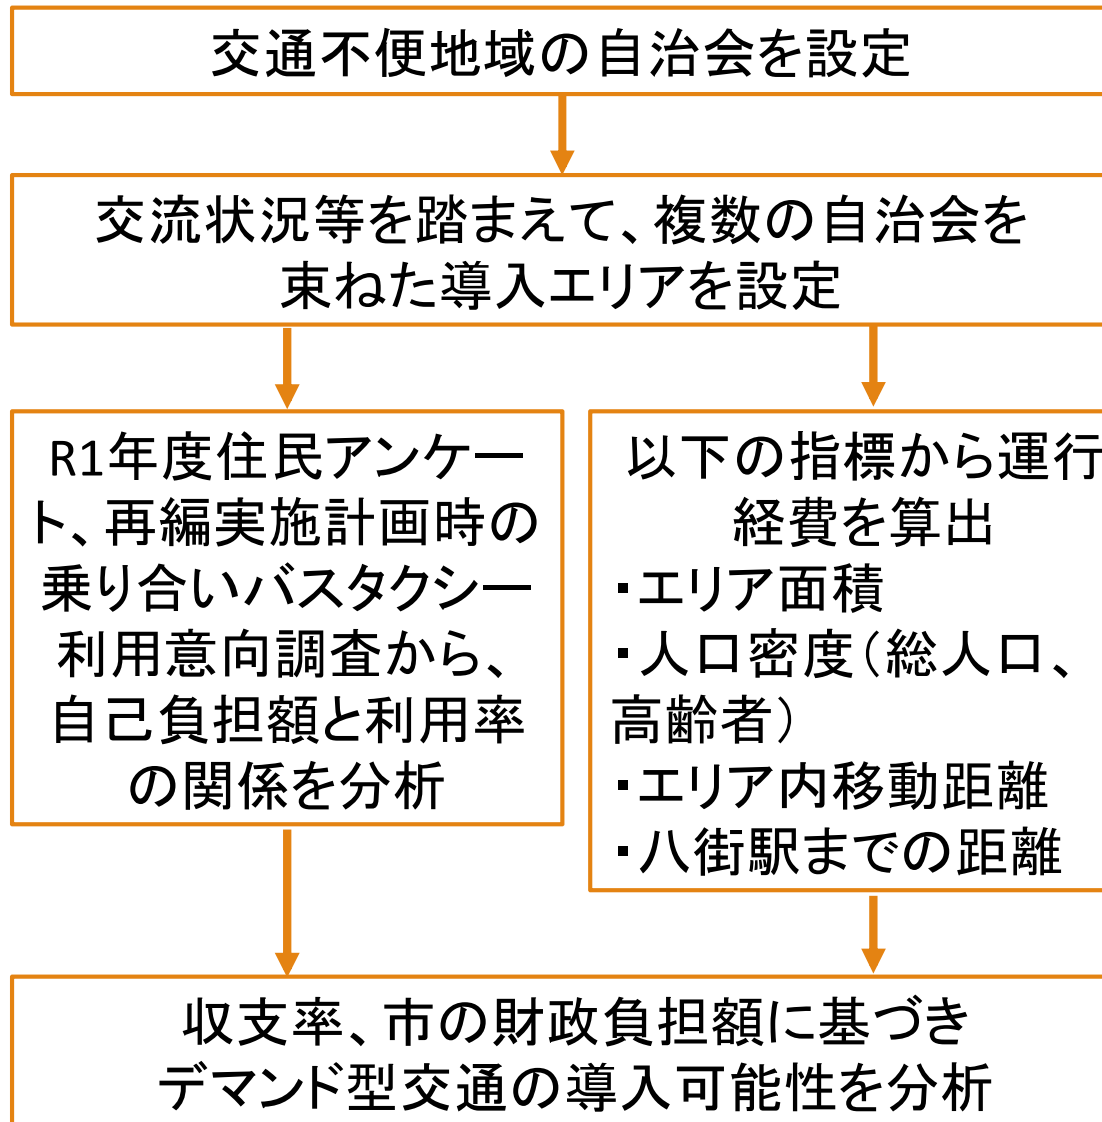 交通不便地域の自治会を設定
交流状況等を踏まえて、複数の自治会を
束ねた導入エリアを設定
R1年度住民アンケー
ト、再編実施計画時の
乗り合いバスタクシー
利用意向調査から、
自己負担額と利用率
の関係を分析
以下の指標から運行
経費を算出
・エリア面積
・人口密度（総人口、
高齢者）
・エリア内移動距離
・八街駅までの距離
収支率、市の財政負担額に基づき
デマンド型交通の導入可能性を分析